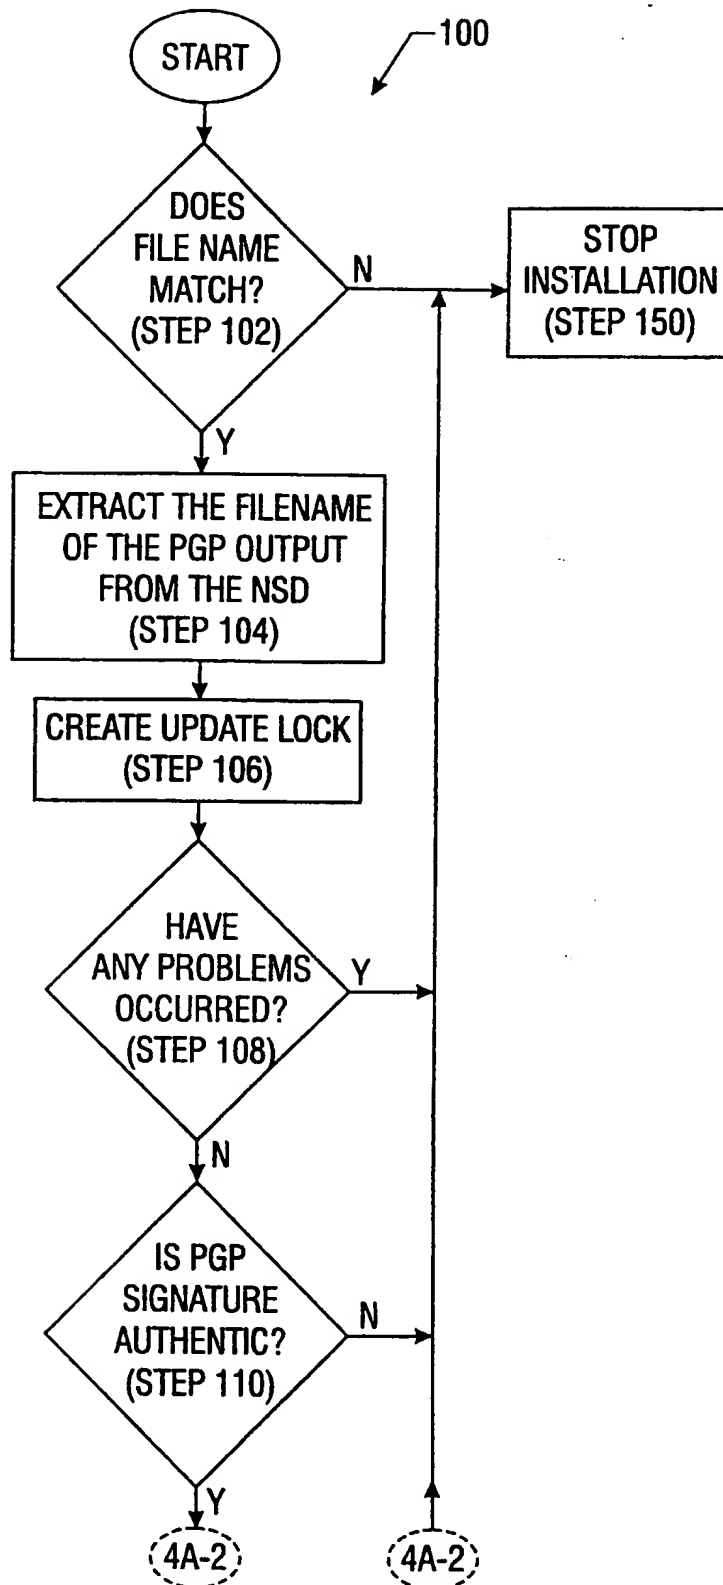 START
100
DOES
FILE NAME
MATCH?
(STEP 102)
N
STOP
INSTALLATION
(STEP 150)
Y
EXTRACT THE FILENAME
OF THE PGP OUTPUT
FROM THE NSD
(STEP 104)
CREATE UPDATE LOCK
(STEP 106)
HAVE
ANY PROBLEMS
OCCURRED?
(STEP 108)
Y
N
IS PGP
SIGNATURE
AUTHENTIC?
(STEP 110)
N
Y
4A-2
4A-2